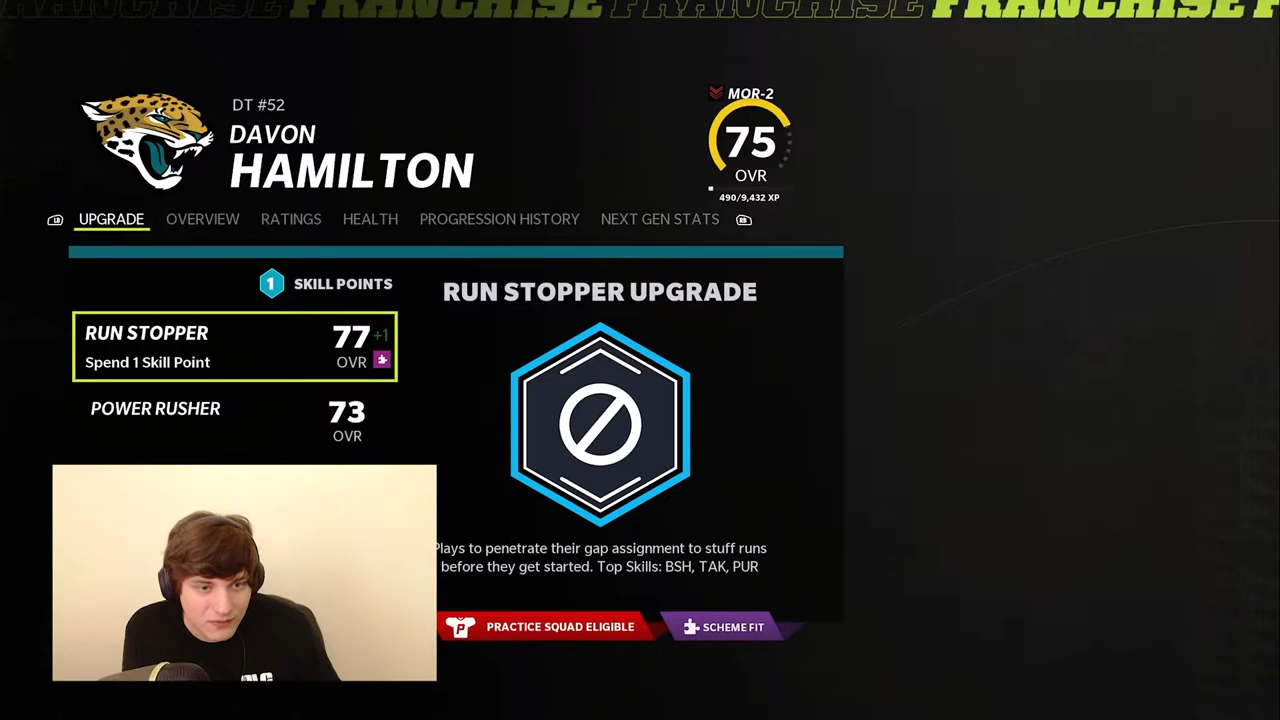 FRANCHISE FRANCHISE FRANCHISE F
DT #52
DAVON
HAMILTON
MOR-2
75
OVR
490/9,432 XP
LB UPGRADE OVERVIEW RATINGS HEALTH PROGRESSION HISTORY NEXT GEN STATS RB
1 SKILL POINTS
RUN STOPPER 77 +1
Spend 1 Skill Point OVR
POWER RUSHER 73
OVR
RUN STOPPER UPGRADE
Plays to penetrate their gap assignment to stuff runs
before they get started. Top Skills: BSH, TAK, PUR
P PRACTICE SQUAD ELIGIBLE SCHEME FIT